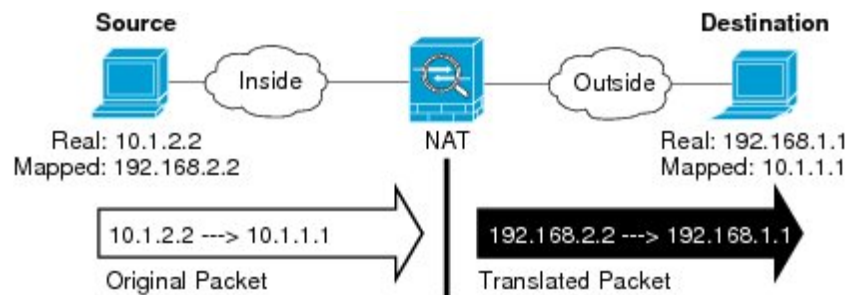 Source
Destination
Inside
Outside
Real: 10.1.2.2
Mapped: 192.168.2.2
NAT
Real: 192.168.1.1
Mapped: 10.1.1.1
10.1.2.2 ---> 10.1.1.1
192.168.2.2 ---> 192.168.1.1
Original Packet
Translated Packet